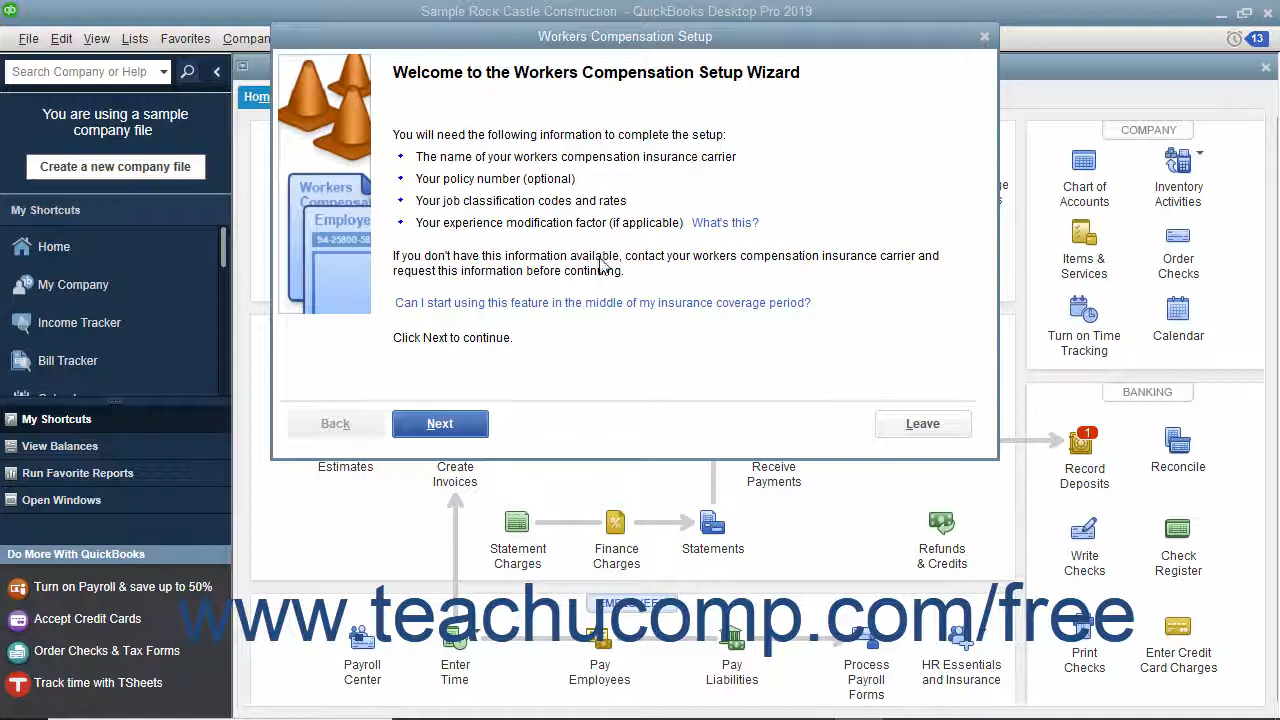 Sample Rock Castle Construction - QuickBooks Desktop Pro 2019
File Edit View Lists Favorites
13
Workers Compensation Setup
Search Company or Help
You are using a sample
company file
Create a new company file
My Shortcuts
Home
My Company
Income Tracker
Bill Tracker
My Shortcuts
View Balances
Run Favorite Reports
Open Windows
Do More With QuickBooks
Turn on Payroll & save up to 50%
Accept Credit Cards
Order Checks & Tax Forms
Track time with TSheets
Welcome to the Workers Compensation Setup Wizard
You will need the following information to complete the setup:
The name of your workers compensation insurance carrier
Your policy number (optional)
Your job classification codes and rates
Your experience modification factor (if applicable) What's this?
If you don't have this information available, contact your workers compensation insurance carrier and
request this information before continuing.
Can I start using this feature in the middle of my insurance coverage period?
Click Next to continue.
Back Next Leave
Workers
COMPANY
Chart of
Accounts
Inventory
Activities
Items &
Services
Order
Checks
Turn on Time
Tracking
Calendar
BANKING
1
Record
Deposits
Reconcile
Write
Checks
Check
Register
Print
Checks
Enter Credit
Card Charges
Estimates
Create
Invoices
Receive
Payments
Statement
Charges
Finance
Charges
Statements
Refunds
& Credits
www.teachucomp.com/free
Payroll
Center
Enter
Time
Pay
Employees
Pay
Liabilities
Process
Payroll
Forms
HR Essentials
and Insurance